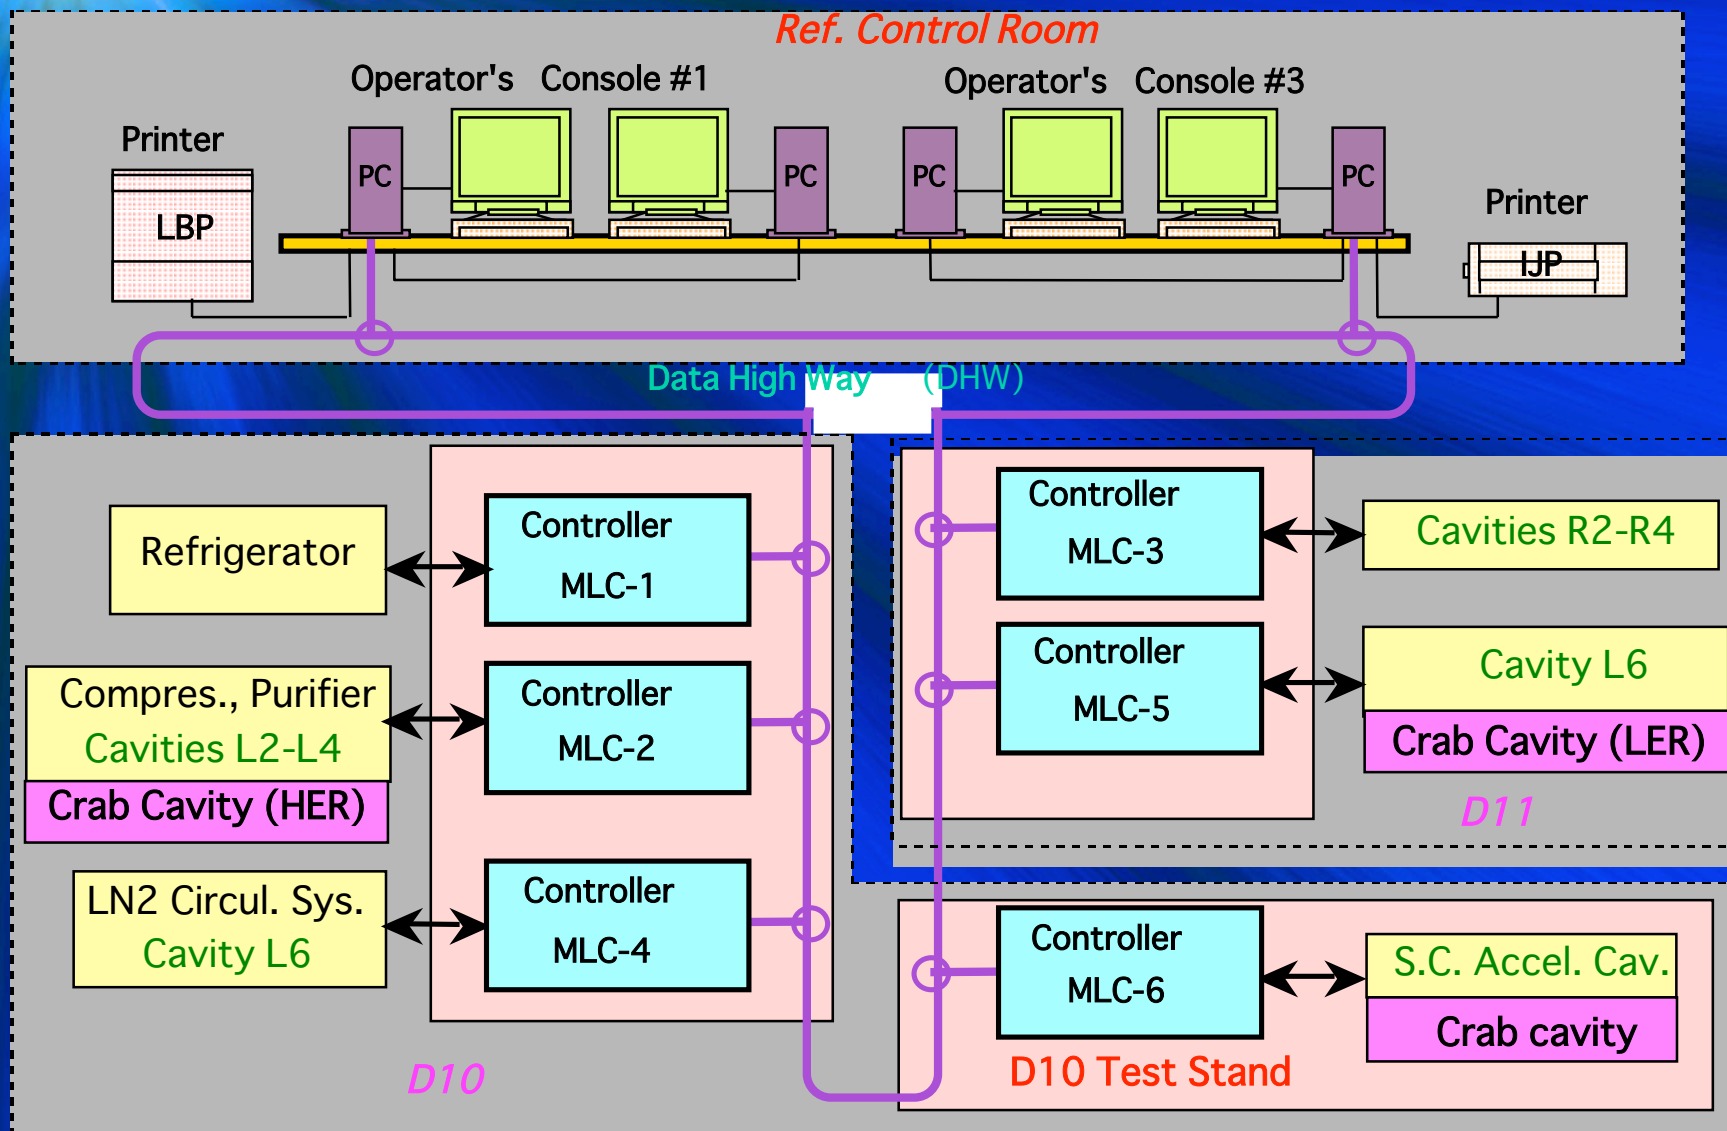 Ref. Control Room
Operator's Console #1
Operator's Console #3
Printer
LBP
PC
PC
PC
PC
Printer
IJP
Data High Way (DHW)
Refrigerator
Controller
MLC-1
Compres., Purifier
Cavities L2-L4
Crab Cavity (HER)
Controller
MLC-2
LN2 Circul. Sys.
Cavity L6
Controller
MLC-4
D10
Controller
MLC-3
Cavities R2-R4
Controller
MLC-5
Cavity L6
Crab Cavity (LER)
D11
Controller
MLC-6
S.C. Accel. Cav.
Crab cavity
D10 Test Stand